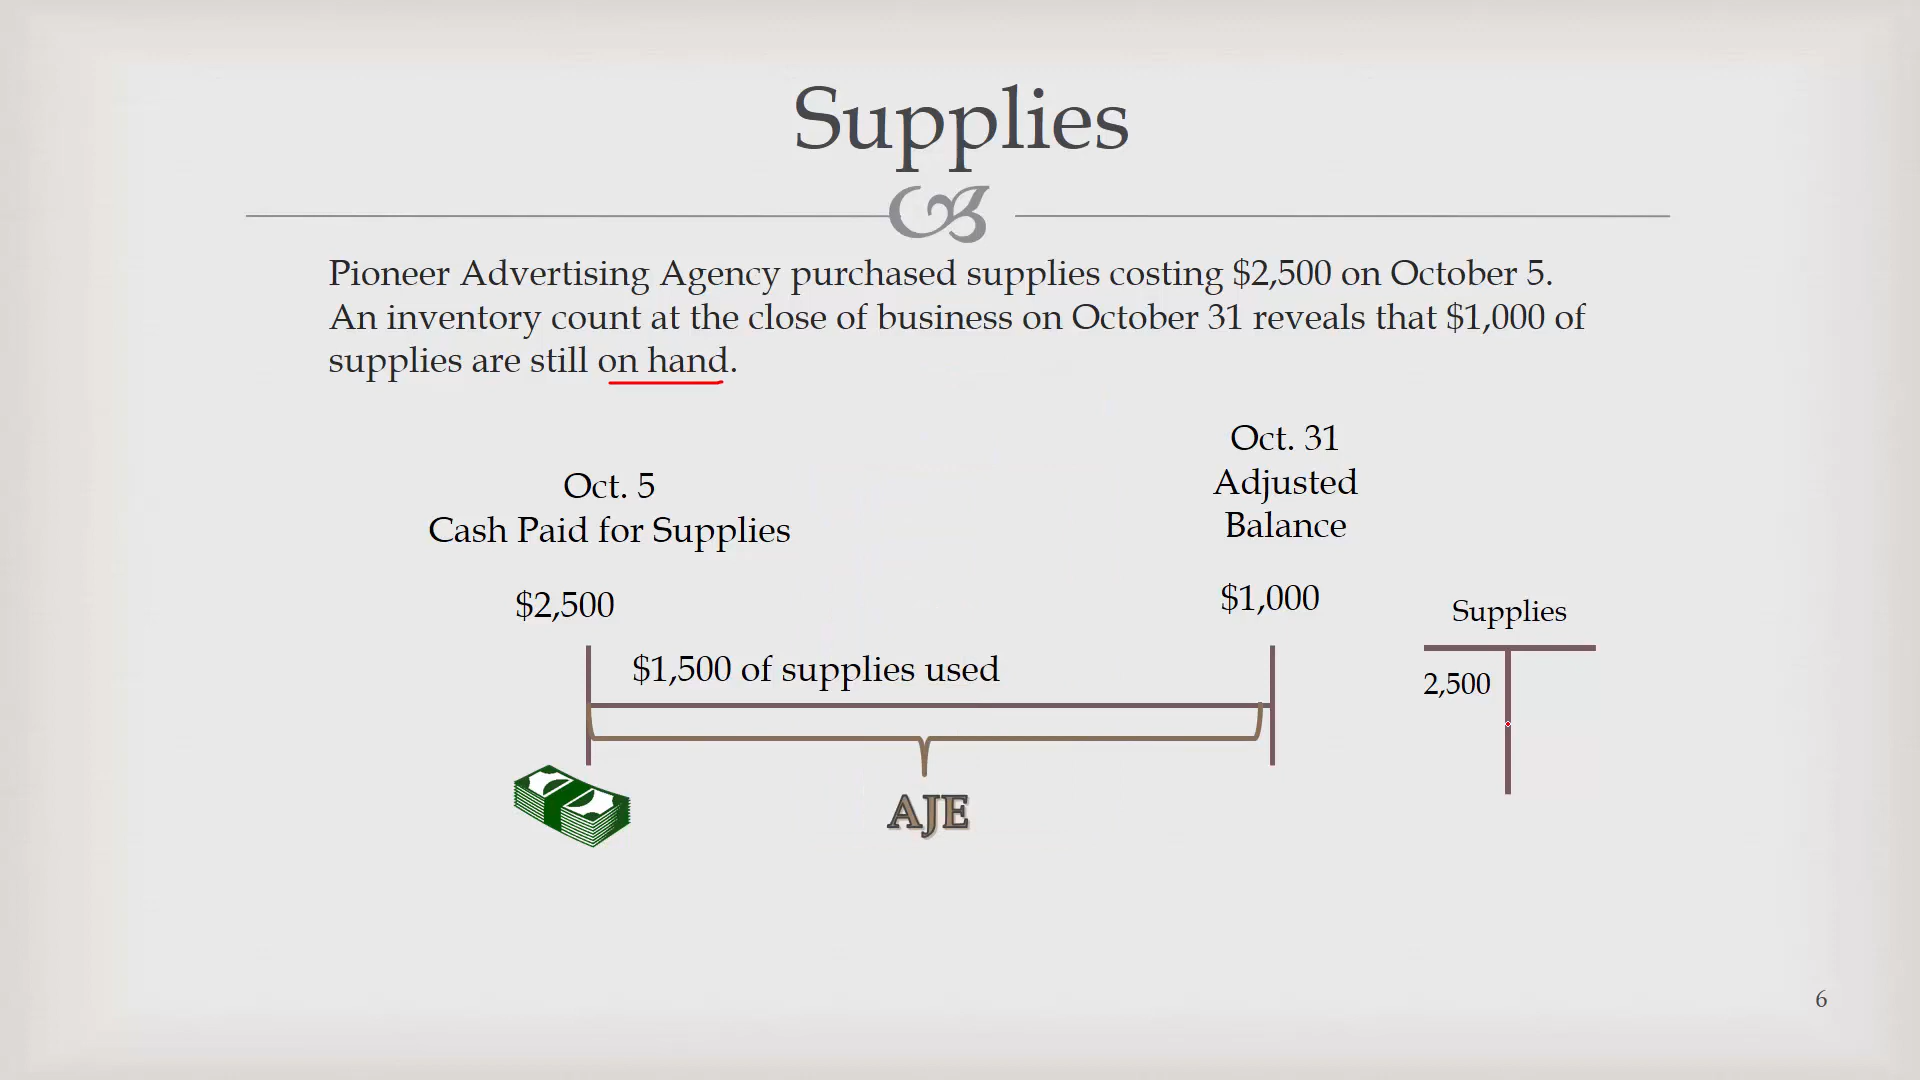 Supplies
Pioneer Advertising Agency purchased supplies costing $2,500 on October 5.
An inventory count at the close of business on October 31 reveals that $1,000 of
supplies are still on hand.
Oct. 5
Cash Paid for Supplies
$2,500
Oct. 31
Adjusted
Balance
$1,000
$1,500 of supplies used
AJE
Supplies
2,500
6